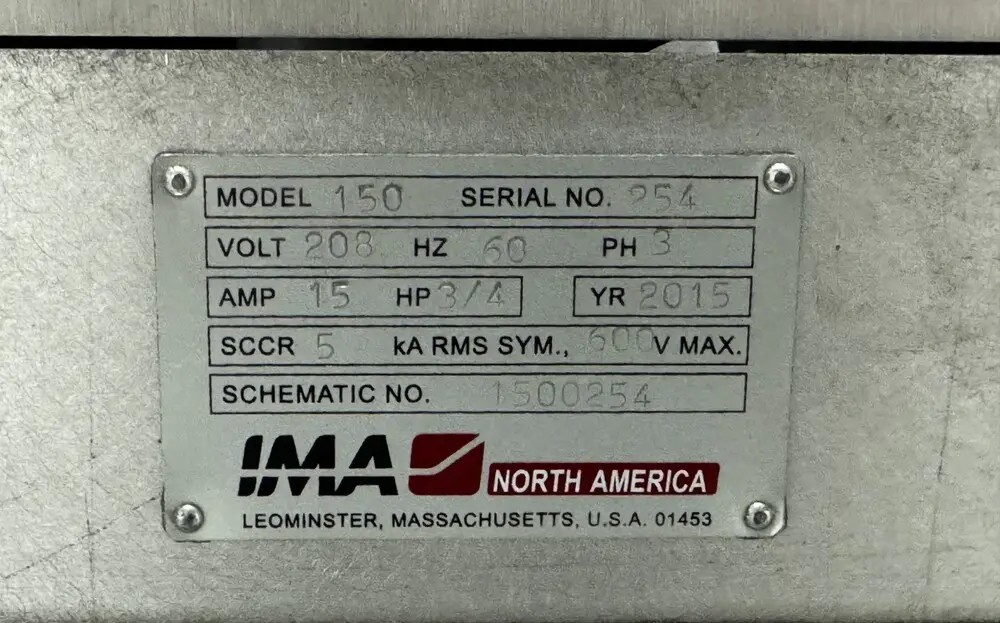 MODEL 150 SERIAL NO. 254
VOLT 208 HZ 60 PH 3
AMP 15 HP 3/4 YR 2015
SCCR 5 kA RMS SYM., 600 V MAX.
SCHEMATIC NO. 1500254
IMA NORTH AMERICA
LEOMINSTER, MASSACHUSETTS, U.S.A. 01453